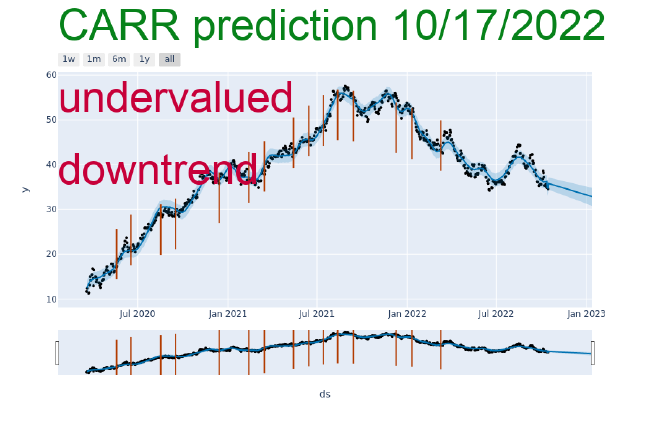 CARR prediction 10/17/2022
1w 1m 6m 1y all
undervalued
downtrend
60
50
40
30
20
10
y
Jul 2020 Jan 2021 Jul 2021 Jan 2022 Jul 2022 Jan 2023
ds